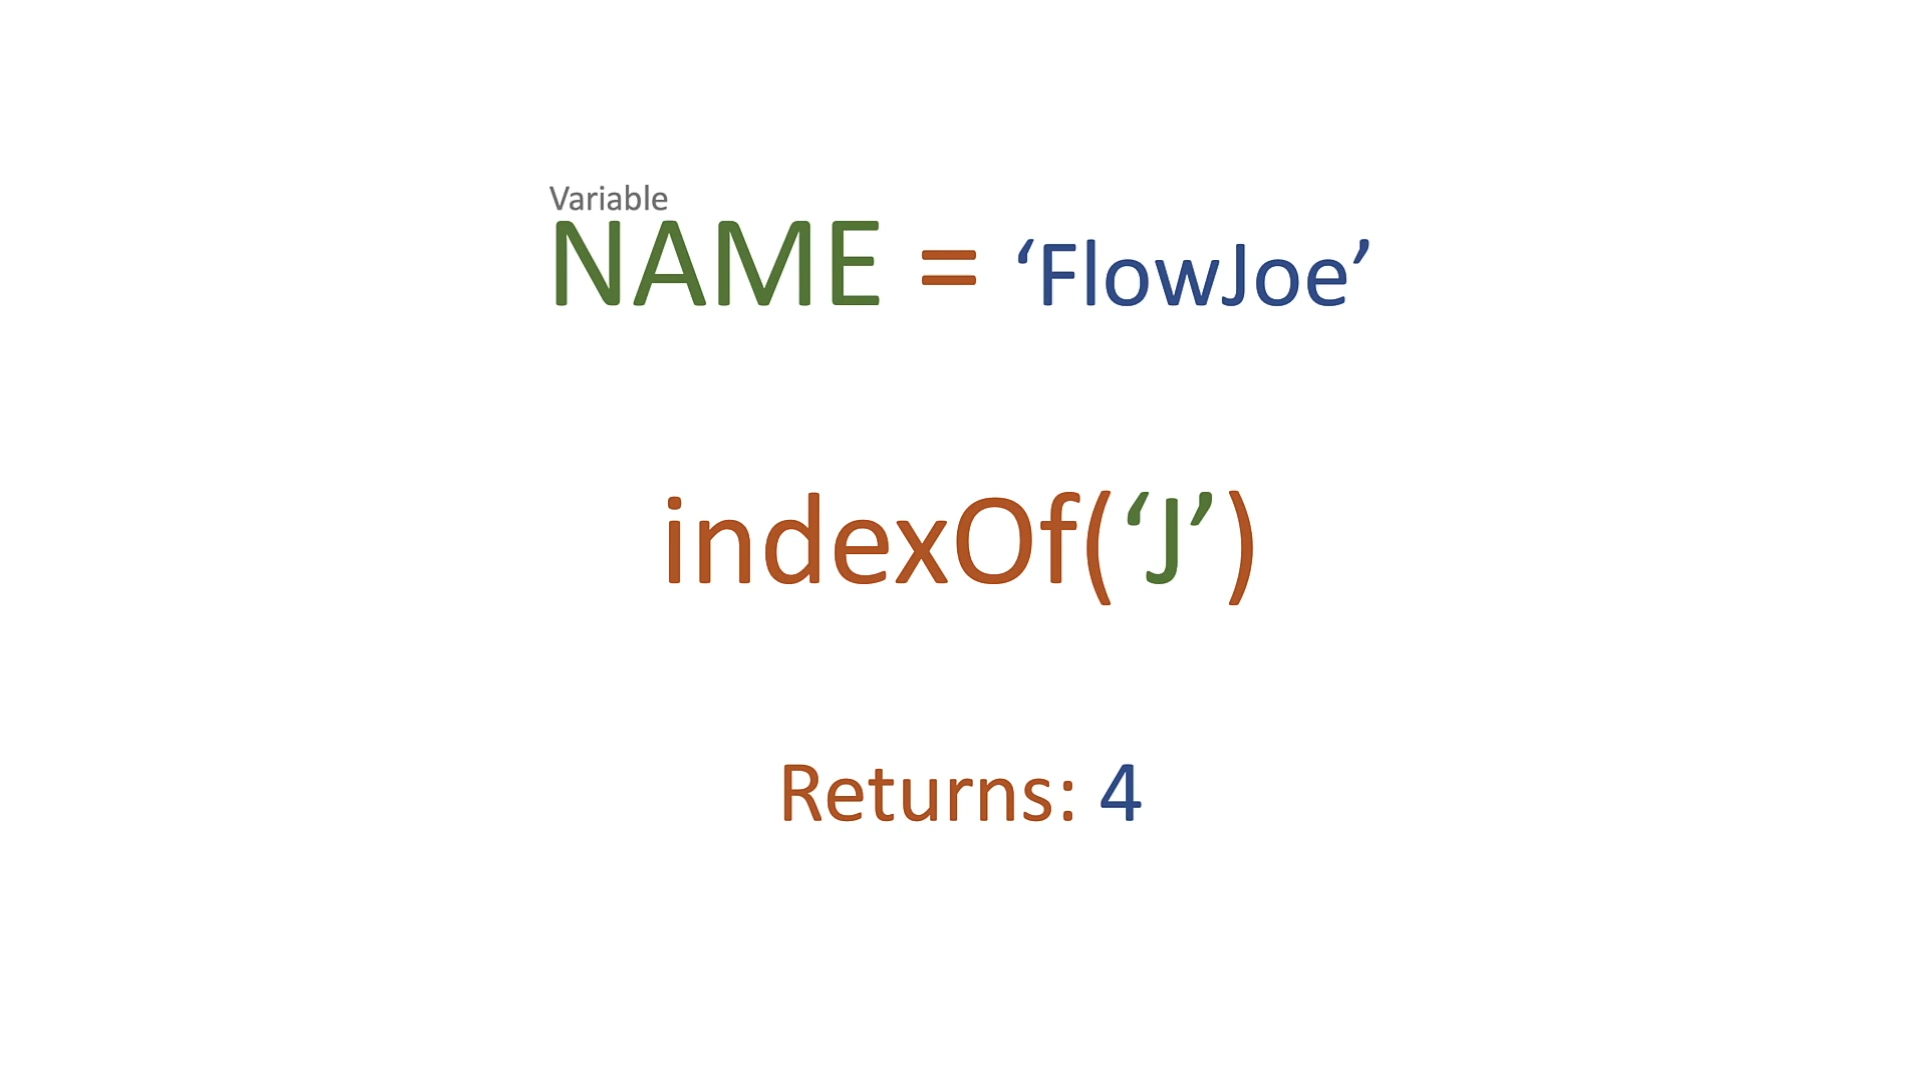 Variable
NAME = ‘FlowJoe’
indexOf(‘J’)
Returns: 4